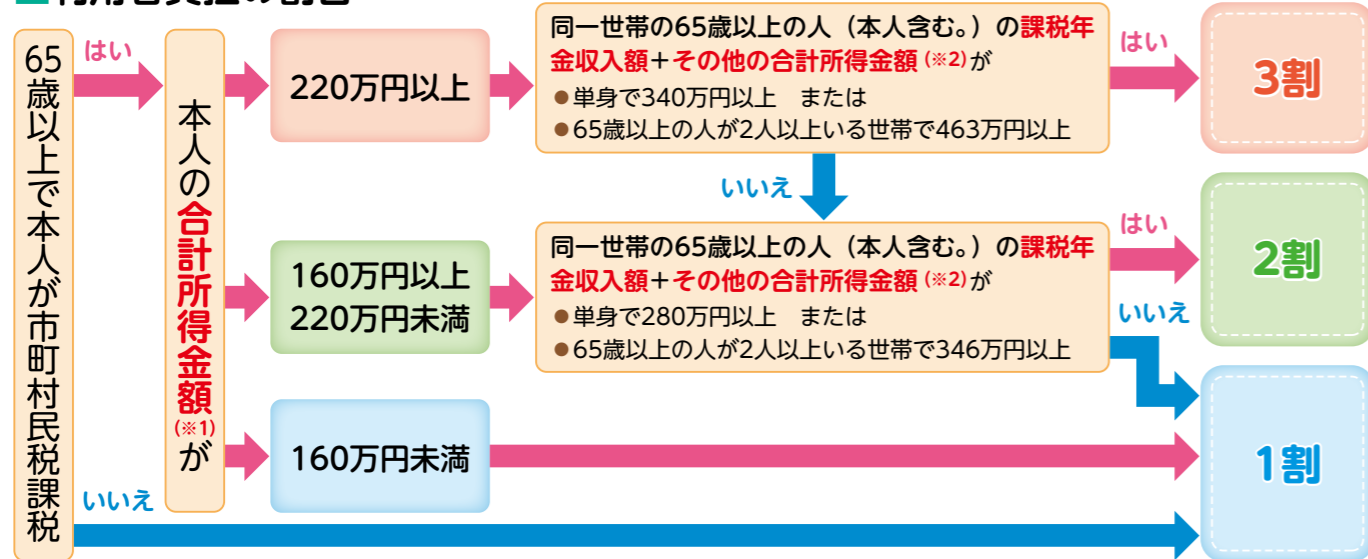 65歳以上で本人が市町村民税課税
はい
いいえ
本人の合計所得金額(※1)が
220万円以上
同一世帯の65歳以上の人（本人含む。）の課税年
金収入額＋その他の合計所得金額(※2)が
●単身で340万円以上　または
●65歳以上の人が2人以上いる世帯で463万円以上
はい
3割
いいえ
160万円以上
220万円未満
同一世帯の65歳以上の人（本人含む。）の課税年
金収入額＋その他の合計所得金額(※2)が
●単身で280万円以上　または
●65歳以上の人が2人以上いる世帯で346万円以上
はい
2割
いいえ
160万円未満
1割